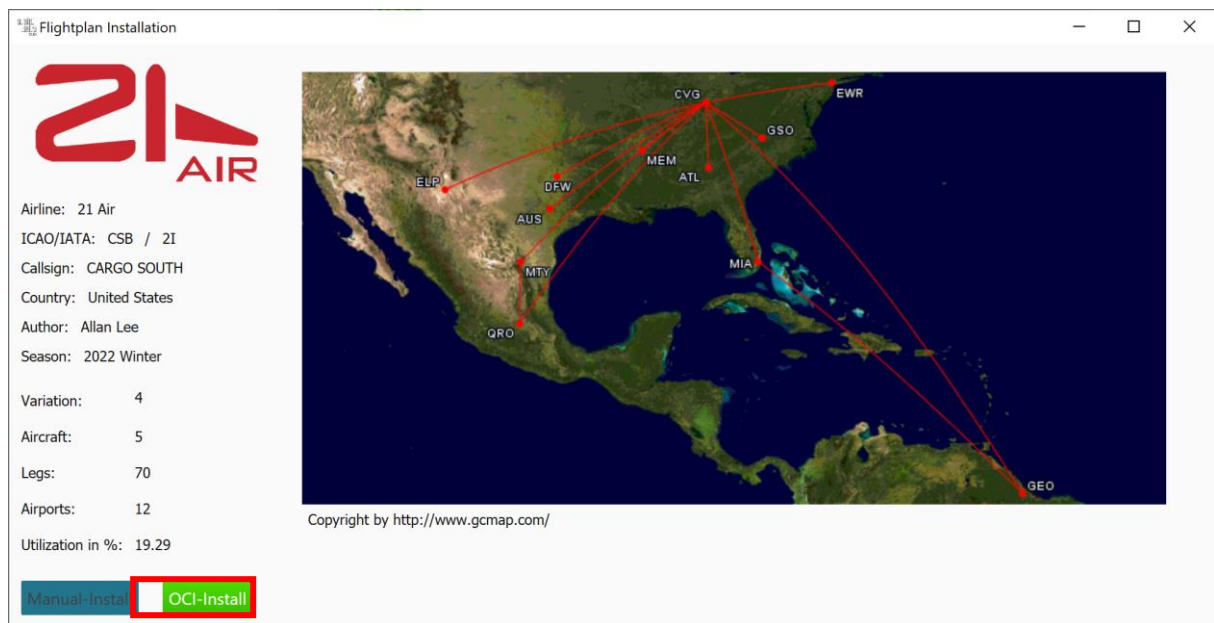 Flightplan Installation
21
AIR
Airline: 21 Air
ICAO/IATA: CSB / 2I
Callsign: CARGO SOUTH
Country: United States
Author: Allan Lee
Season: 2022 Winter
Variation: 4
Aircraft: 5
Legs: 70
Airports: 12
Utilization in %: 19.29
Manual-Instal
OCI-Install
CVG
EWR
GSO
MEM
ATL
ELP
DFW
AUS
MTY
MIA
QRO
GEO
Copyright by http://www.gcmap.com/